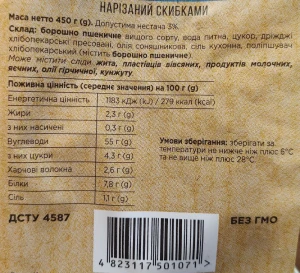 НАРІЗАНИЙ СКИБКАМИ
Маса нетто 450 г (g). Допустима нестача 3%.
Склад: борошно пшеничне вищого сорту, вода питна, цукор, дріжджі
хлібопекарські пресовані, олія соняшникова, сіль кухонна, поліпшувач
хлібопекарський (містить борошно пшеничне).
Може містити сліди жита, пластівців вівсяних, продуктів молочних,
яєчних, олії гірчичної, кунжуту.
Поживна цінність (середнє значення) на 100 г (g)
Енергетична цінність 1183 кДж (kJ) / 279 ккал (kcal)
Жири 2,3 г (g)
з них насичені 0,3 г (g)
Вуглеводи 55 г (g)
з них цукри 4,3 г (g)
Харчові волокна 2,6 г (g)
Білки 7,8 г (g)
Сіль 1,1 г (g)
Умови зберігання: зберігати за
температури не нижче ніж плюс 6°С
та не вище ніж плюс 28°С
ДСТУ 4587
БЕЗ ГМО
4 823117 501071 >